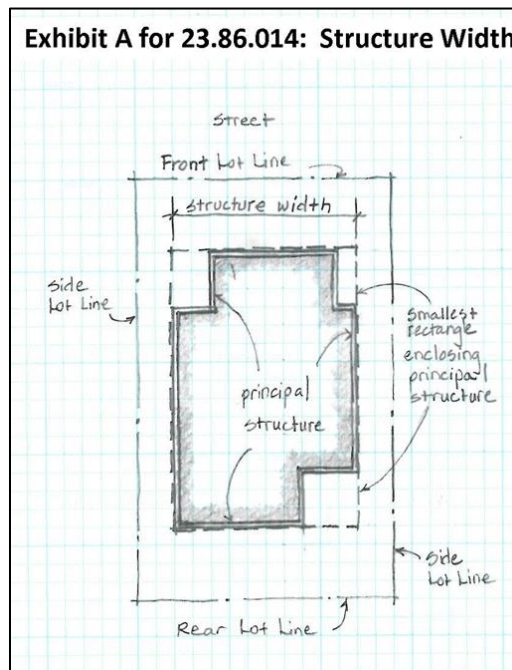 Exhibit A for 23.86.014: Structure Width
Street
Front Lot Line
structure width
side
Lot Line
smallest
rectange
enclosing
principal
structure
principal
structure
side
Lot Line
Rear Lot Line